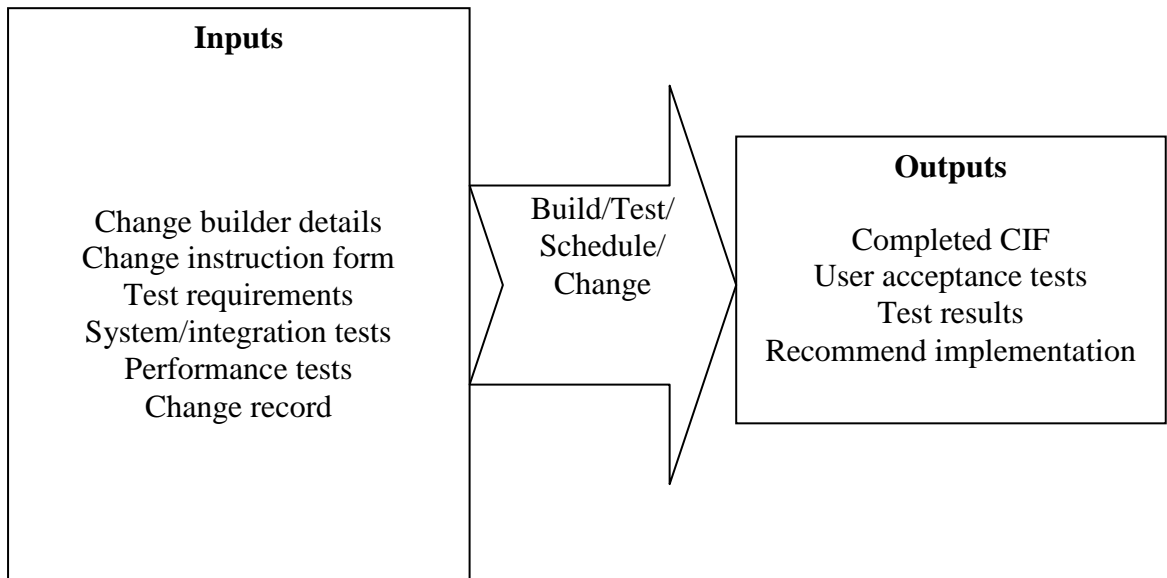 Inputs
Change builder details
Change instruction form
Test requirements
System/integration tests
Performance tests
Change record
Build/Test/
Schedule/
Change
Outputs
Completed CIF
User acceptance tests
Test results
Recommend implementation